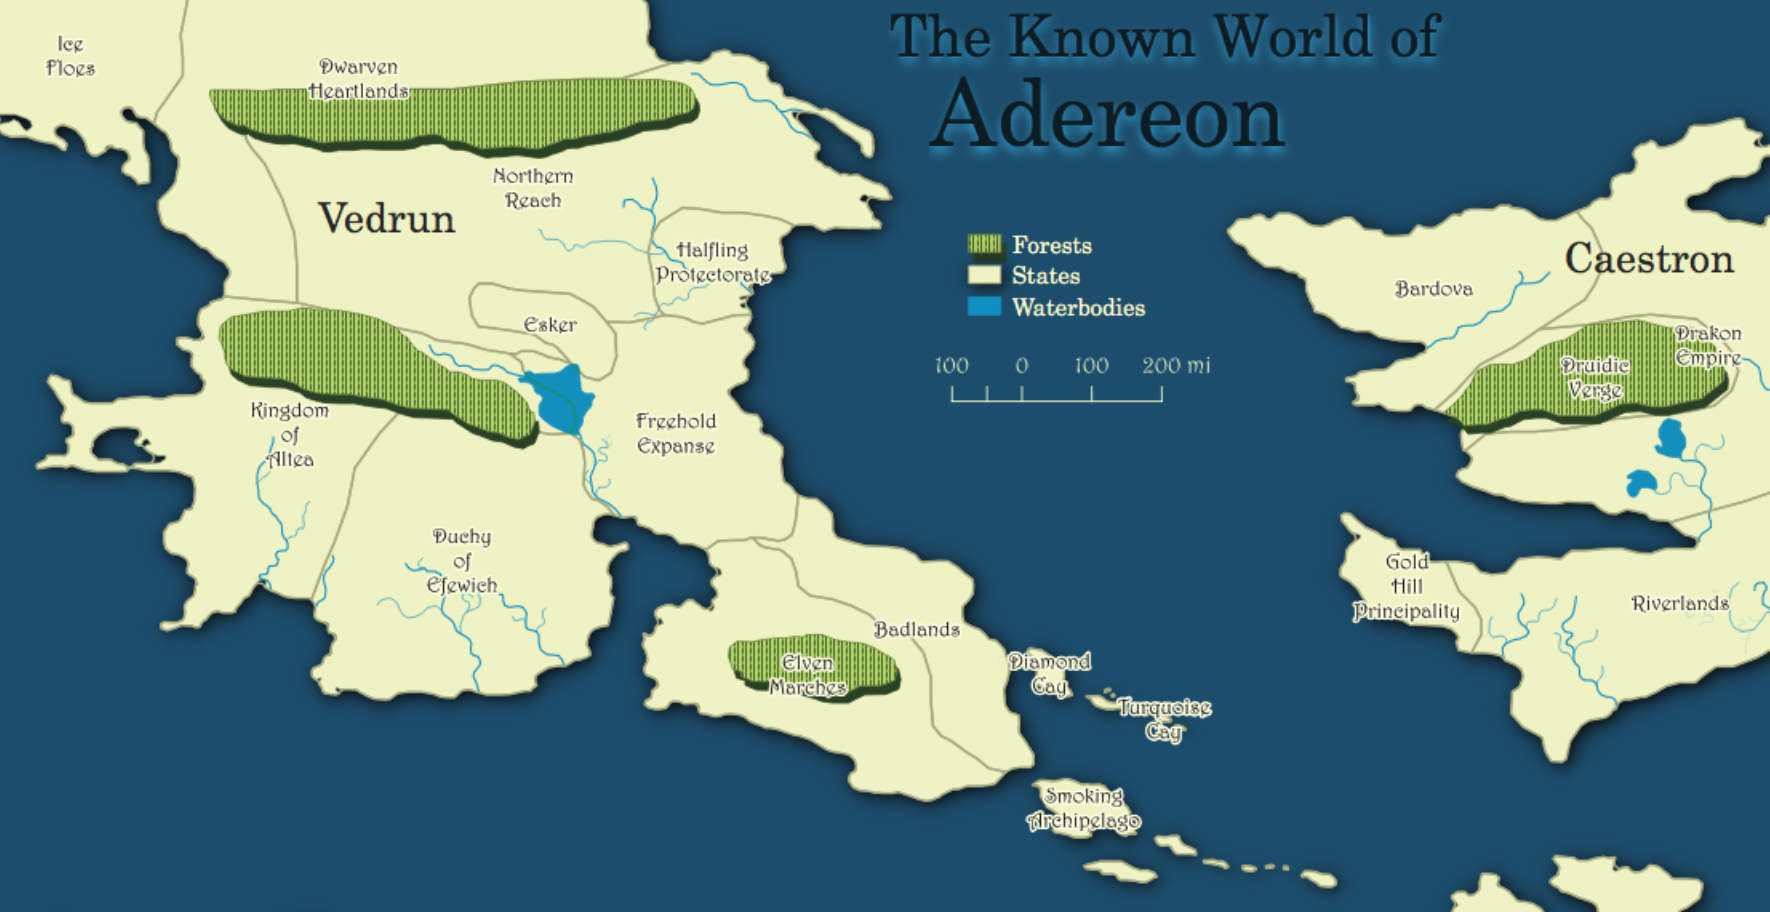 The Known World of
Adereon
Ice
Floes
Dwarven
Heartlands
Northern
Reach
Vedrun
Halfling
Protectorate
Esker
Kingdom
of
Altea
Freehold
Expanse
Duchy
of
Efewich
Badlands
Elven
Marches
Diamond
Cay
Turquoise
Cay
Smoking
Archipelago
Forests
States
Waterbodies
100 0 100 200 mi
Caestron
Bardova
Drakon
Empire
Druidic
Verge
Gold
Hill
Principality
Riverlands